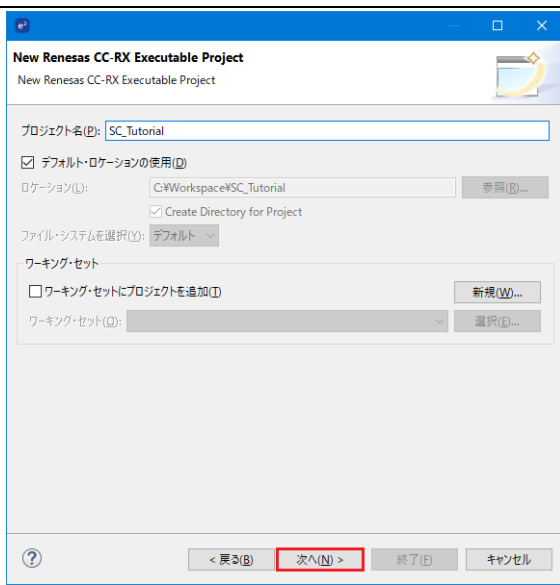 e²
New Renesas CC-RX Executable Project
New Renesas CC-RX Executable Project
プロジェクト名(P): SC_Tutorial
デフォルト・ロケーションの使用(D)
ロケーション(L): C:¥Workspace¥SC_Tutorial 参照(R)...
Create Directory for Project
ファイル・システムを選択(Y): デフォルト
ワーキング・セット
ワーキング・セットにプロジェクトを追加(T) 新規(W)...
ワーキング・セット(O): 選択(E)...
? < 戻る(B) 次へ(N) > 終了(F) キャンセル